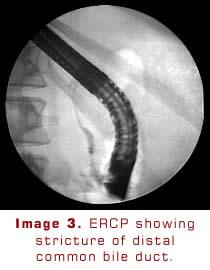 Image 3. ERCP showing
stricture of distal
common bile duct.